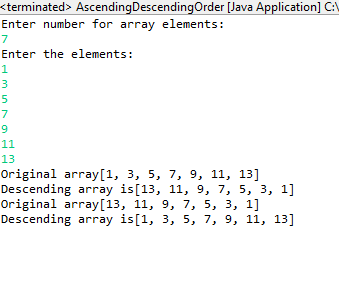 <terminated> AscendingDescendingOrder [Java Application] C:\
Enter number for array elements:
7
Enter the elements:
1
3
5
7
9
11
13
Original array[1, 3, 5, 7, 9, 11, 13]
Descending array is[13, 11, 9, 7, 5, 3, 1]
Original array[13, 11, 9, 7, 5, 3, 1]
Descending array is[1, 3, 5, 7, 9, 11, 13]